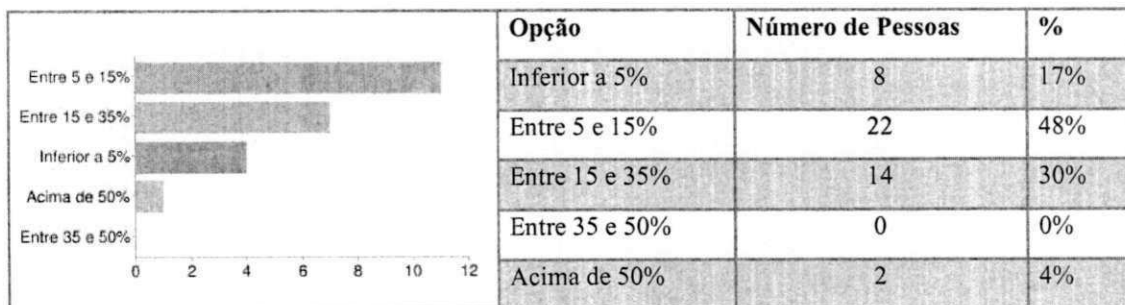 Entre 5 e 15%
Entre 15 e 35%
Inferior a 5%
Acima de 50%
Entre 35 e 50%
0 2 4 6 8 10 12
Opção Número de Pessoas %
Inferior a 5% 8 17%
Entre 5 e 15% 22 48%
Entre 15 e 35% 14 30%
Entre 35 e 50% 0 0%
Acima de 50% 2 4%